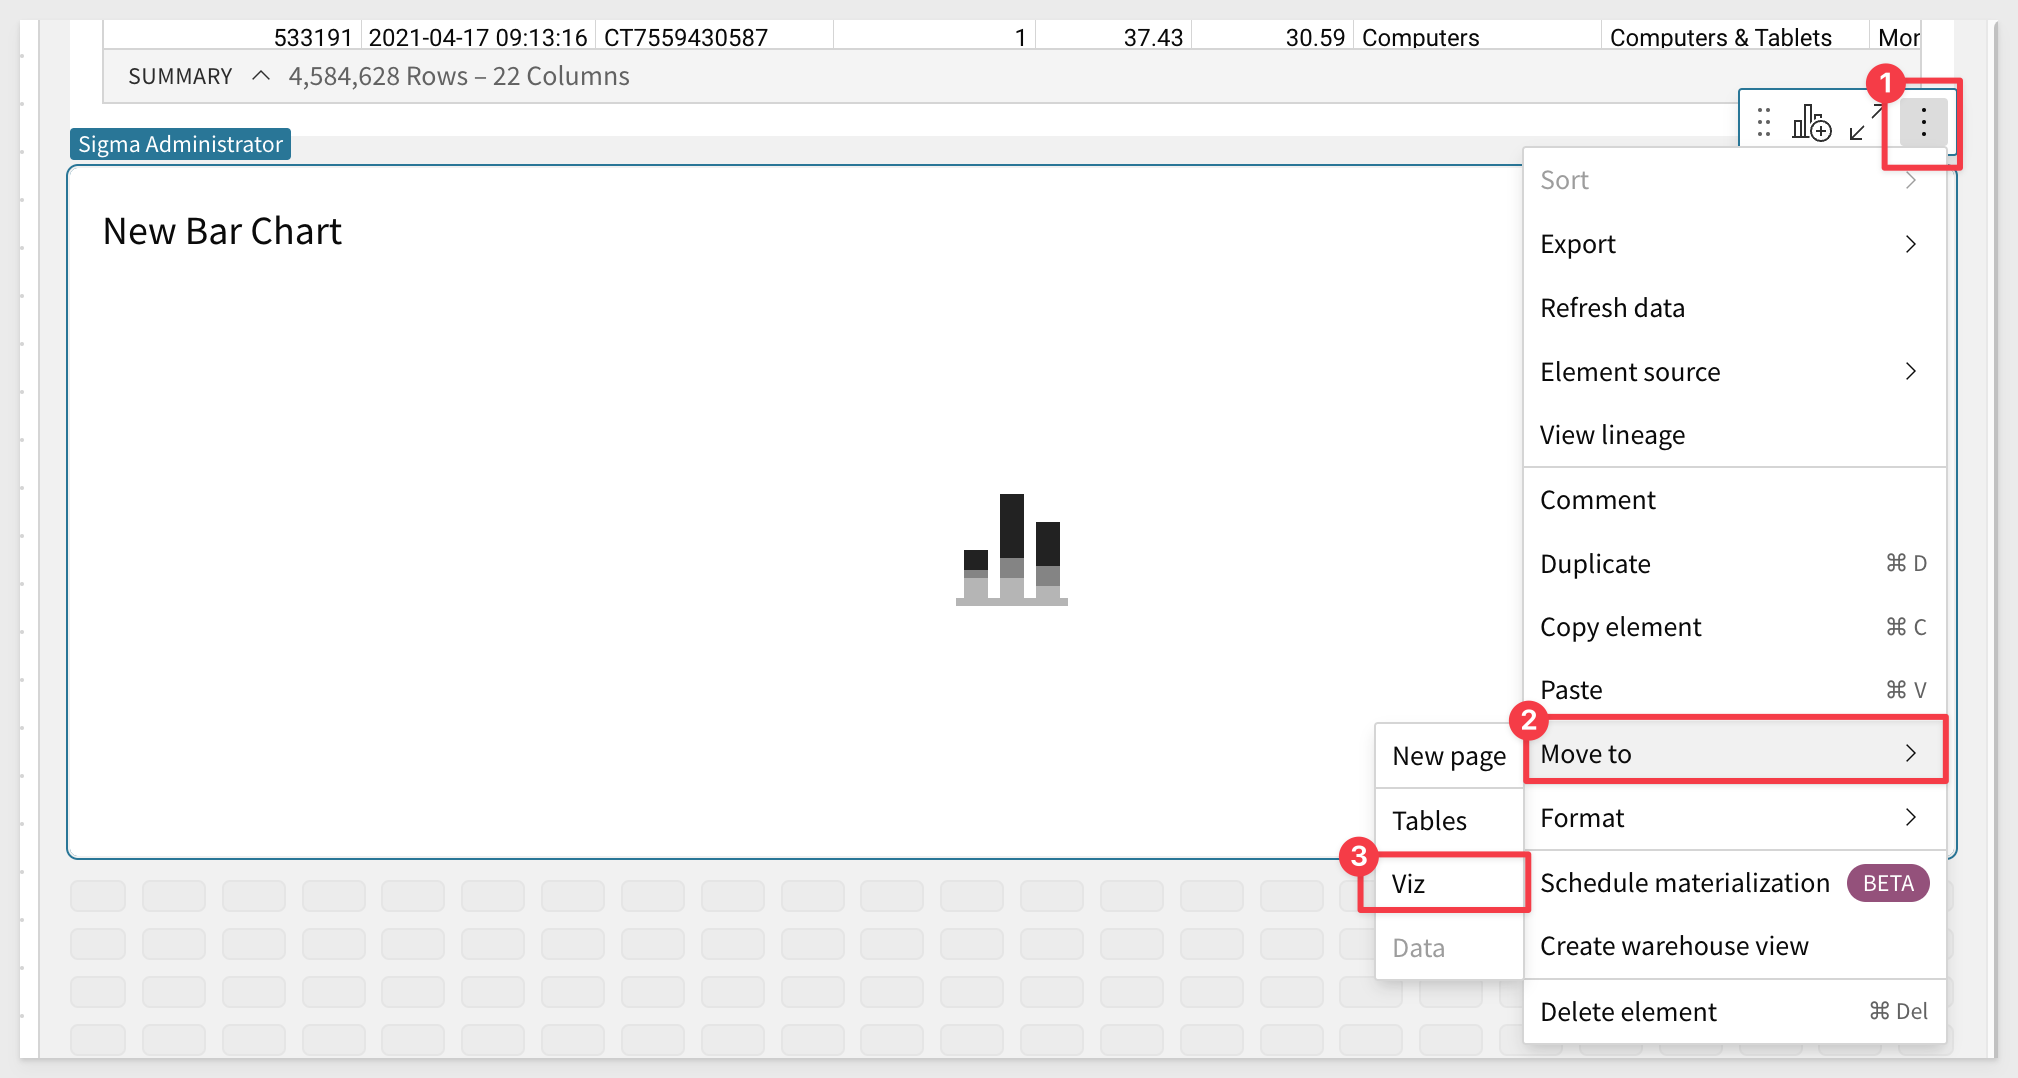 533191 2021-04-17 09:13:16 CT7559430587 1 37.43 30.59 Computers Computers & Tablets Mor
SUMMARY 4,584,628 Rows – 22 Columns
1
Sigma Administrator
New Bar Chart
Sort
Export
Refresh data
Element source
View lineage
Comment
Duplicate ⌘ D
Copy element ⌘ C
Paste ⌘ V
2
Move to
Format
Schedule materialization BETA
Create warehouse view
Delete element ⌘ Del
New page
Tables
3
Viz
Data